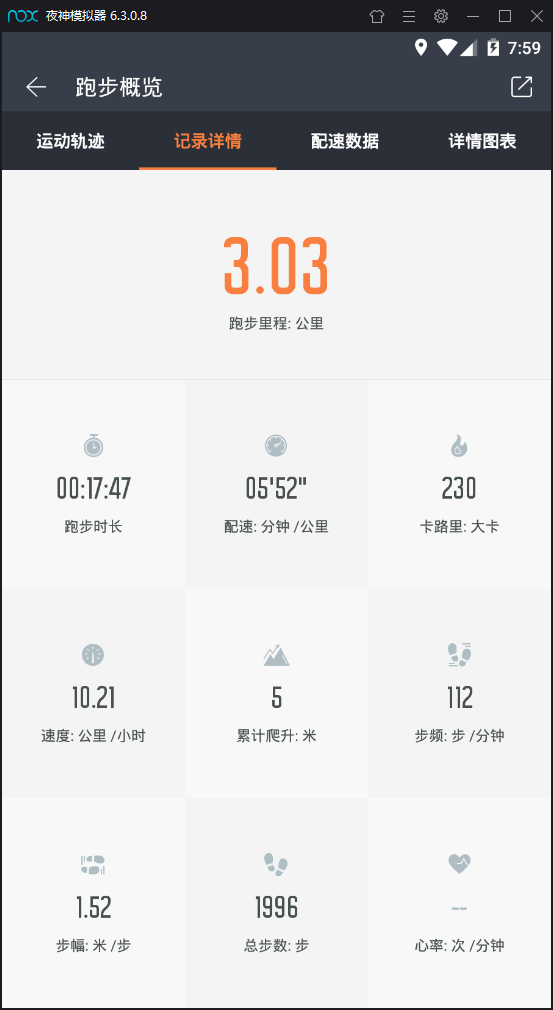 nox 夜神模拟器 6.3.0.8
7:59
跑步概览
运动轨迹 记录详情 配速数据 详情图表
3.03
跑步里程: 公里
00:17:47 05'52" 230
跑步时长 配速: 分钟 /公里 卡路里: 大卡
10.21 5 112
速度: 公里 /小时 累计爬升: 米 步频: 步 /分钟
1.52 1996 --
步幅: 米 /步 总步数: 步 心率: 次 /分钟